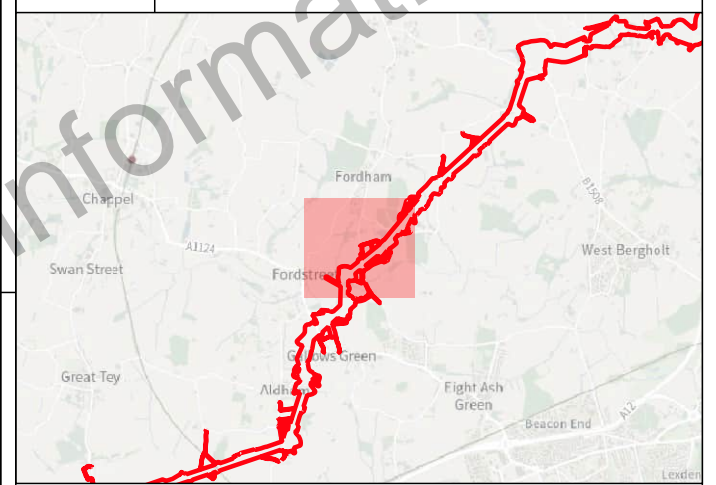 informati
Fordham
Chappel
B1508
A1124
West Bergholt
Swan Street
Fordstreet
Gallows Green
Great Tey
Aldham
Eight Ash
Green
A12
Beacon End
Lexden